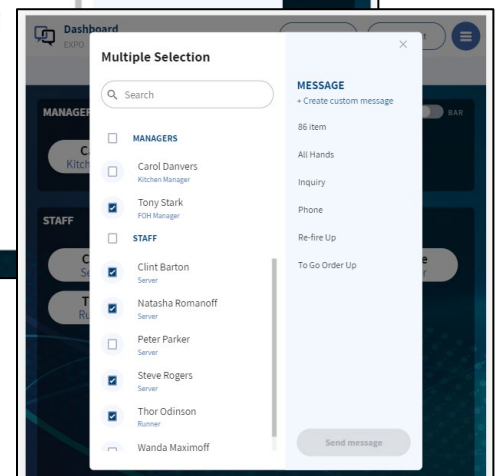 Dashboard
EXPO
MANAGER
BAR
STAFF
Multiple Selection
Search
MANAGERS
Carol Danvers
Kitchen Manager
Tony Stark
FOH Manager
STAFF
Clint Barton
Server
Natasha Romanoff
Server
Peter Parker
Server
Steve Rogers
Server
Thor Odinson
Runner
Wanda Maximoff
MESSAGE
+ Create custom message
86 item
All Hands
Inquiry
Phone
Re-fire Up
To Go Order Up
Send message